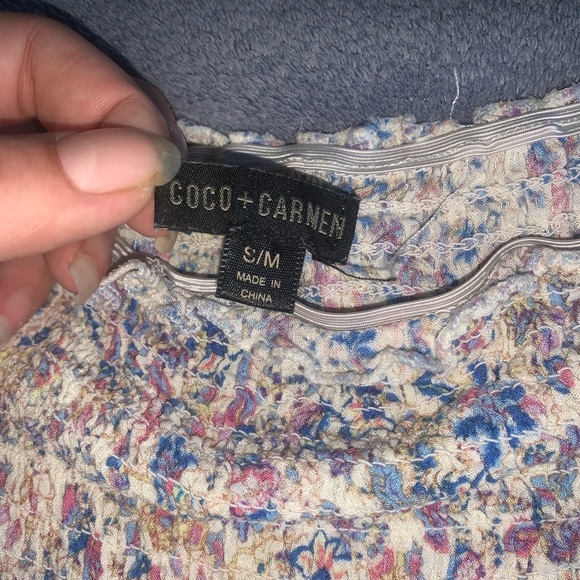 COCO + CARMEN
S/M
MADE IN
CHINA